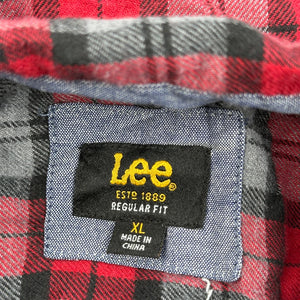 Lee®
ESTD 1889
REGULAR FIT
XL
MADE IN
CHINA